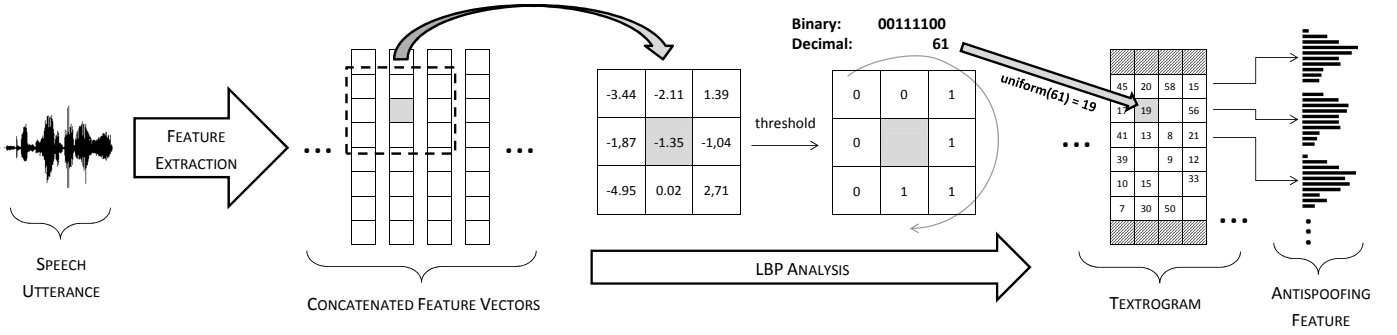 Binary: 00111100
Decimal: 61
uniform(61) = 19
FEATURE
EXTRACTION
...
...
-3.44 -2.11 1.39
-1,87 -1.35 -1,04
-4.95 0.02 2,71
threshold
0 0 1
0 1
0 1 1
...
45 20 58 15
17 19 56
41 13 8 21
39 9 12
10 15 33
7 30 50
...
SPEECH
UTTERANCE
CONCATENATED FEATURE VECTORS
LBP ANALYSIS
TEXTROGRAM
ANTISPOOFING
FEATURE